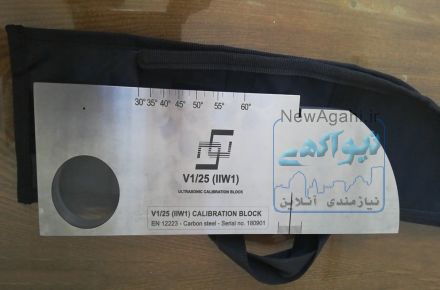 30° 35° 40° 45° 50° 55° 60°
NewAgahi.ir
نیو آگهی
نیازمندی آنلاین
V1/25 (IIW1)
ULTRASONIC CALIBRATION BLOCK
V1/25 (IIW1) CALIBRATION BLOCK
EN 12223 - Carbon steel - Serial no. 180901